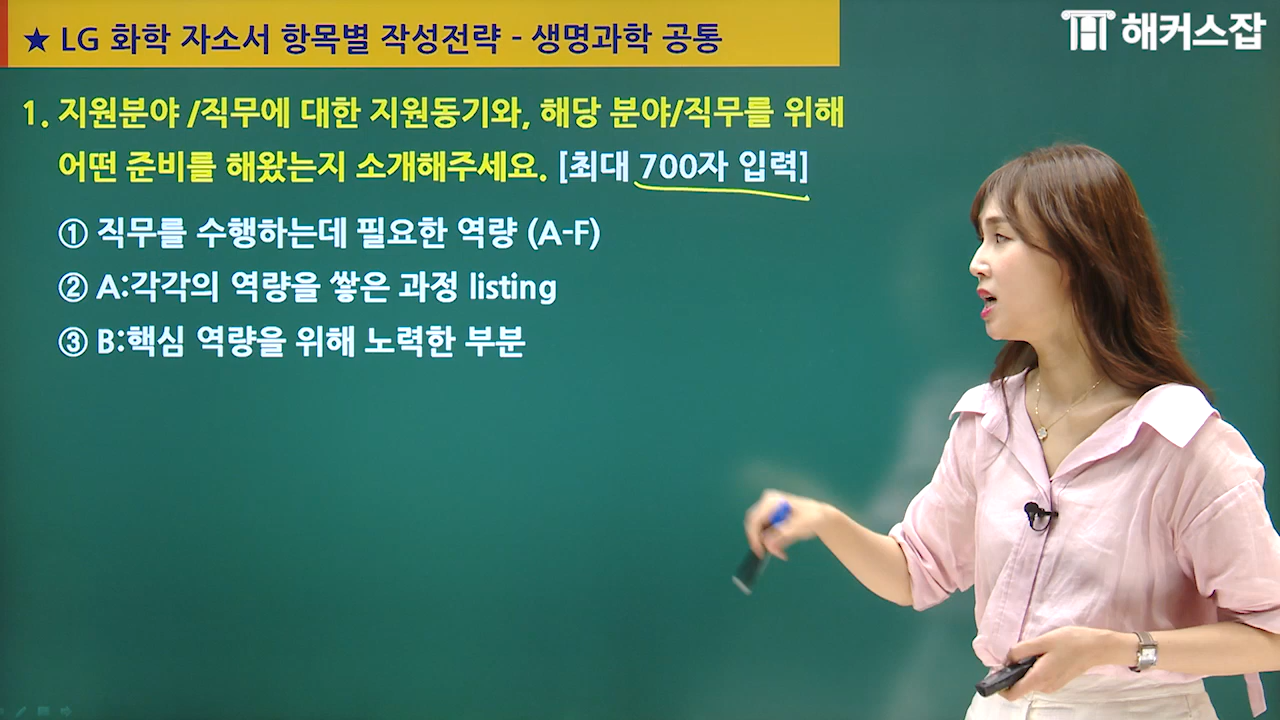 ★ LG 화학 자소서 항목별 작성전략 - 생명과학 공통
해커스잡
1. 지원분야 /직무에 대한 지원동기와, 해당 분야/직무를 위해
어떤 준비를 해왔는지 소개해주세요. [최대 700자 입력]
① 직무를 수행하는데 필요한 역량 (A-F)
② A:각각의 역량을 쌓은 과정 listing
③ B:핵심 역량을 위해 노력한 부분